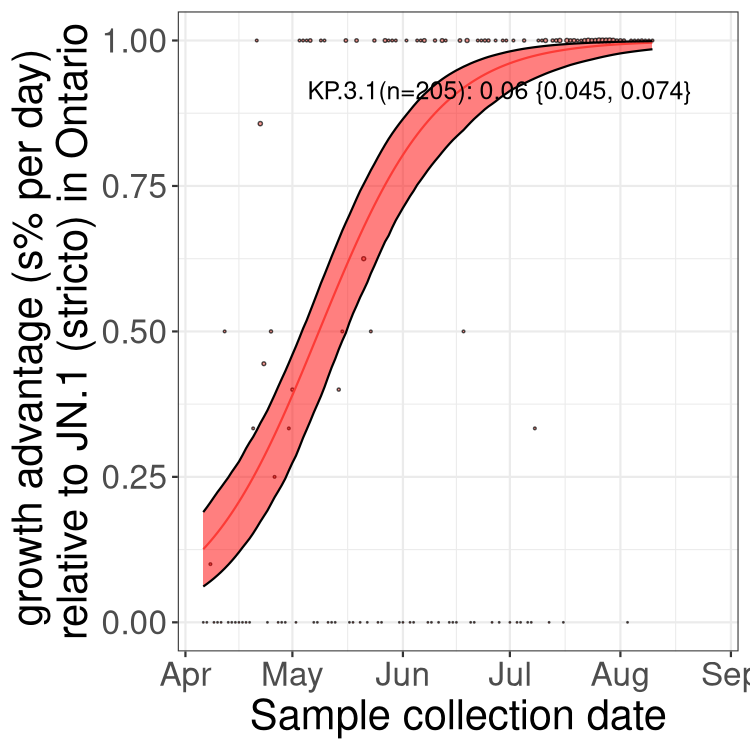 growth advantage (s% per day)
relative to JN.1 (stricto) in Ontario
1.00
0.75
0.50
0.25
0.00
KP.3.1(n=205): 0.06 {0.045, 0.074}
Apr May Jun Jul Aug Sep
Sample collection date